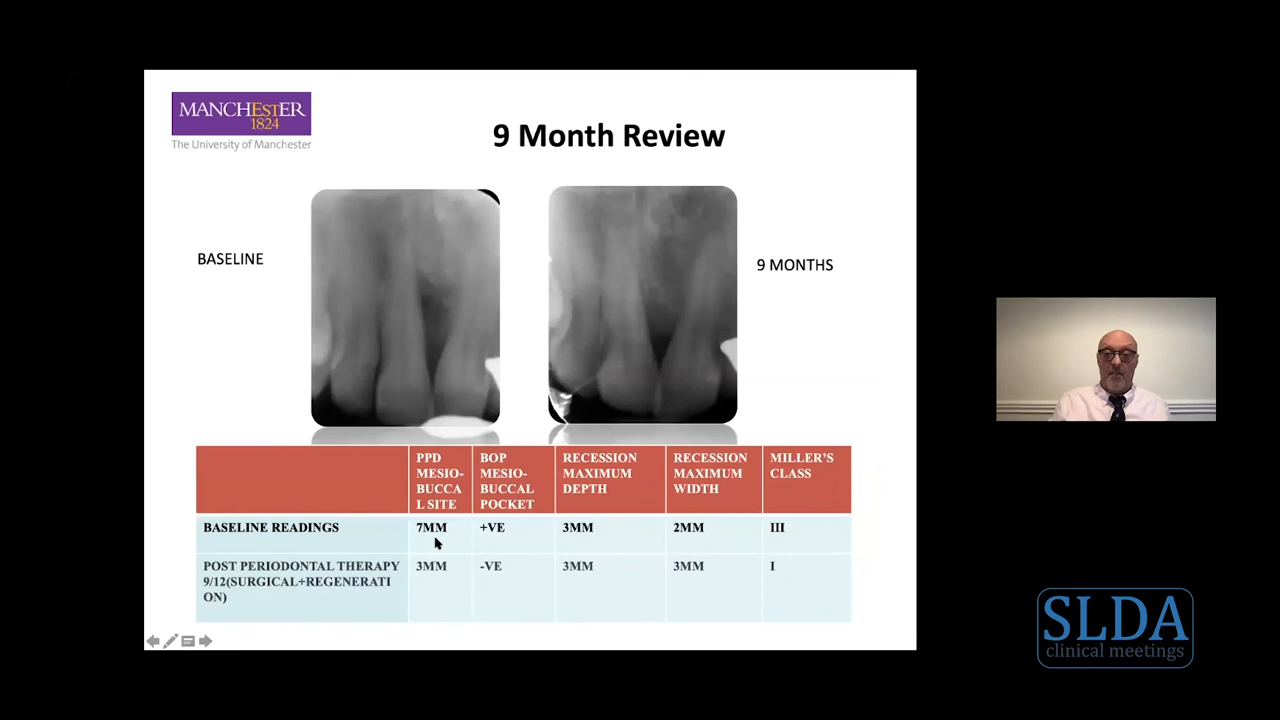 MANCHESTER
1824
The University of Manchester
9 Month Review
BASELINE
9 MONTHS
PPD
MESIO-
BUCCA
L SITE
BOP
MESIO-
BUCCAL
POCKET
RECESSION
MAXIMUM
DEPTH
RECESSION
MAXIMUM
WIDTH
MILLER'S
CLASS
BASELINE READINGS
7MM
+VE
3MM
2MM
III
POST PERIODONTAL THERAPY
9/12(SURGICAL+REGENERATI
ON)
3MM
-VE
3MM
3MM
I
SLDA
clinical meetings